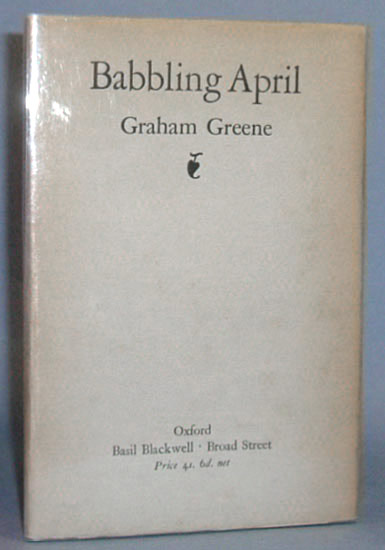 Babbling April
Graham Greene
Oxford
Basil Blackwell · Broad Street
Price 4s. 6d. net